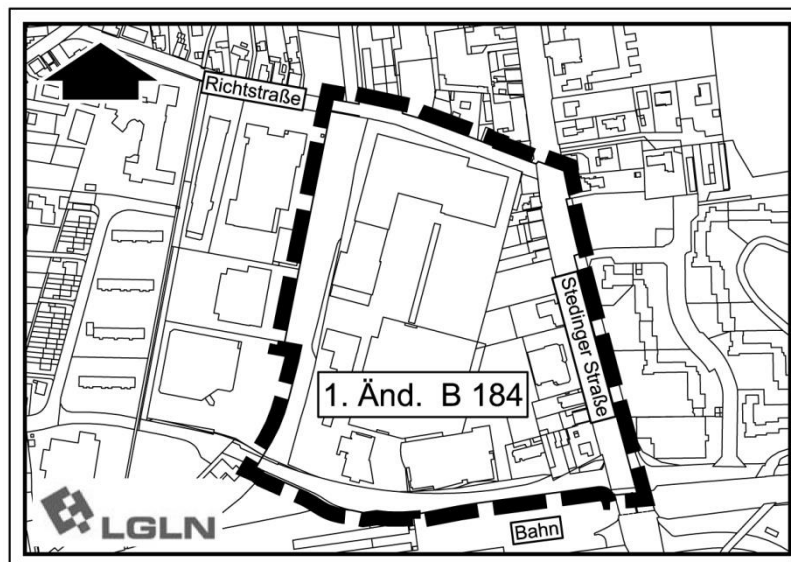 Richtstraße
Stedinger Straße
1. Änd. B 184
LGLN
Bahn